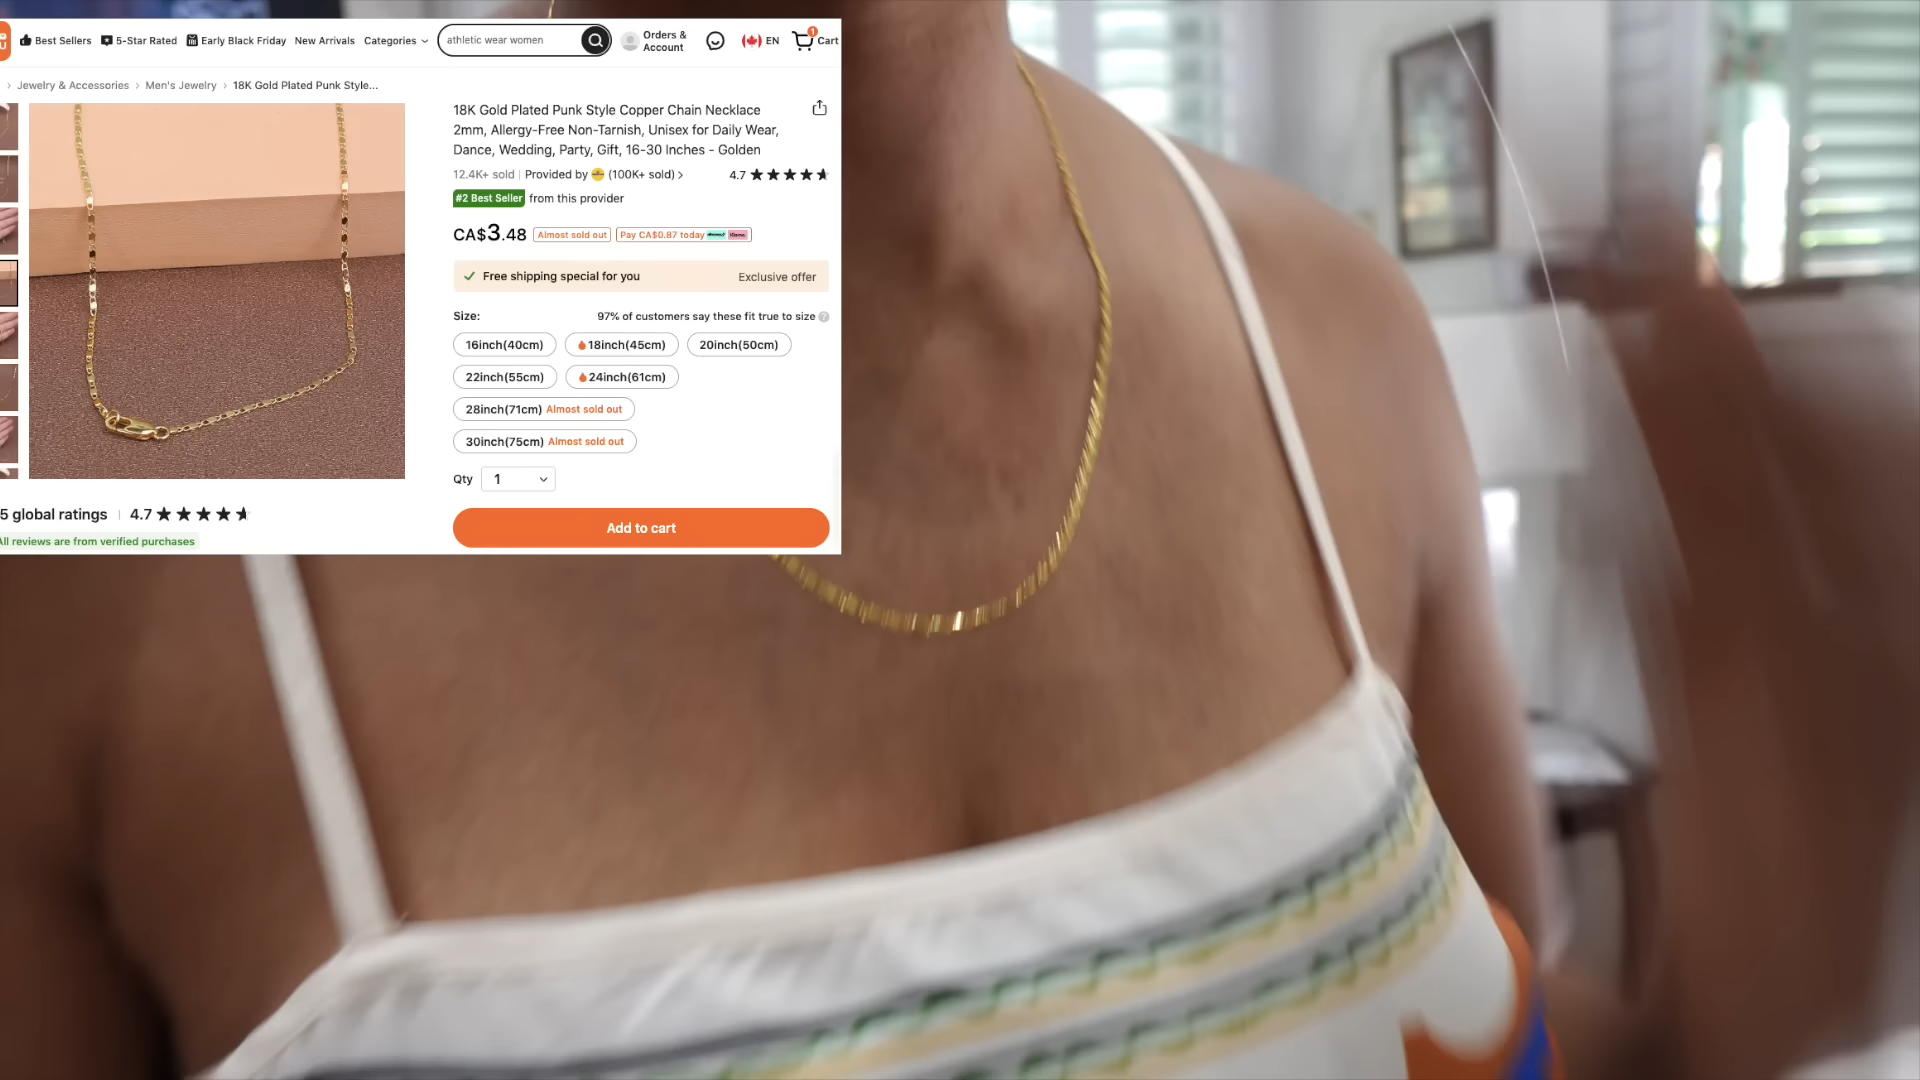 Best Sellers 5-Star Rated Early Black Friday New Arrivals Categories athletic wear women Orders & Account EN 1 Cart
Jewelry & Accessories › Men's Jewelry › 18K Gold Plated Punk Style...
18K Gold Plated Punk Style Copper Chain Necklace
2mm, Allergy-Free Non-Tarnish, Unisex for Daily Wear,
Dance, Wedding, Party, Gift, 16-30 Inches - Golden
12.4K+ sold | Provided by (100K+ sold) › 4.7
#2 Best Seller from this provider
CA$3.48 Almost sold out Pay CA$0.87 today
Free shipping special for you Exclusive offer
Size: 97% of customers say these fit true to size ?
16inch(40cm) 18inch(45cm) 20inch(50cm)
22inch(55cm) 24inch(61cm)
28inch(71cm) Almost sold out
30inch(75cm) Almost sold out
Qty 1
5 global ratings | 4.7
All reviews are from verified purchases
Add to cart